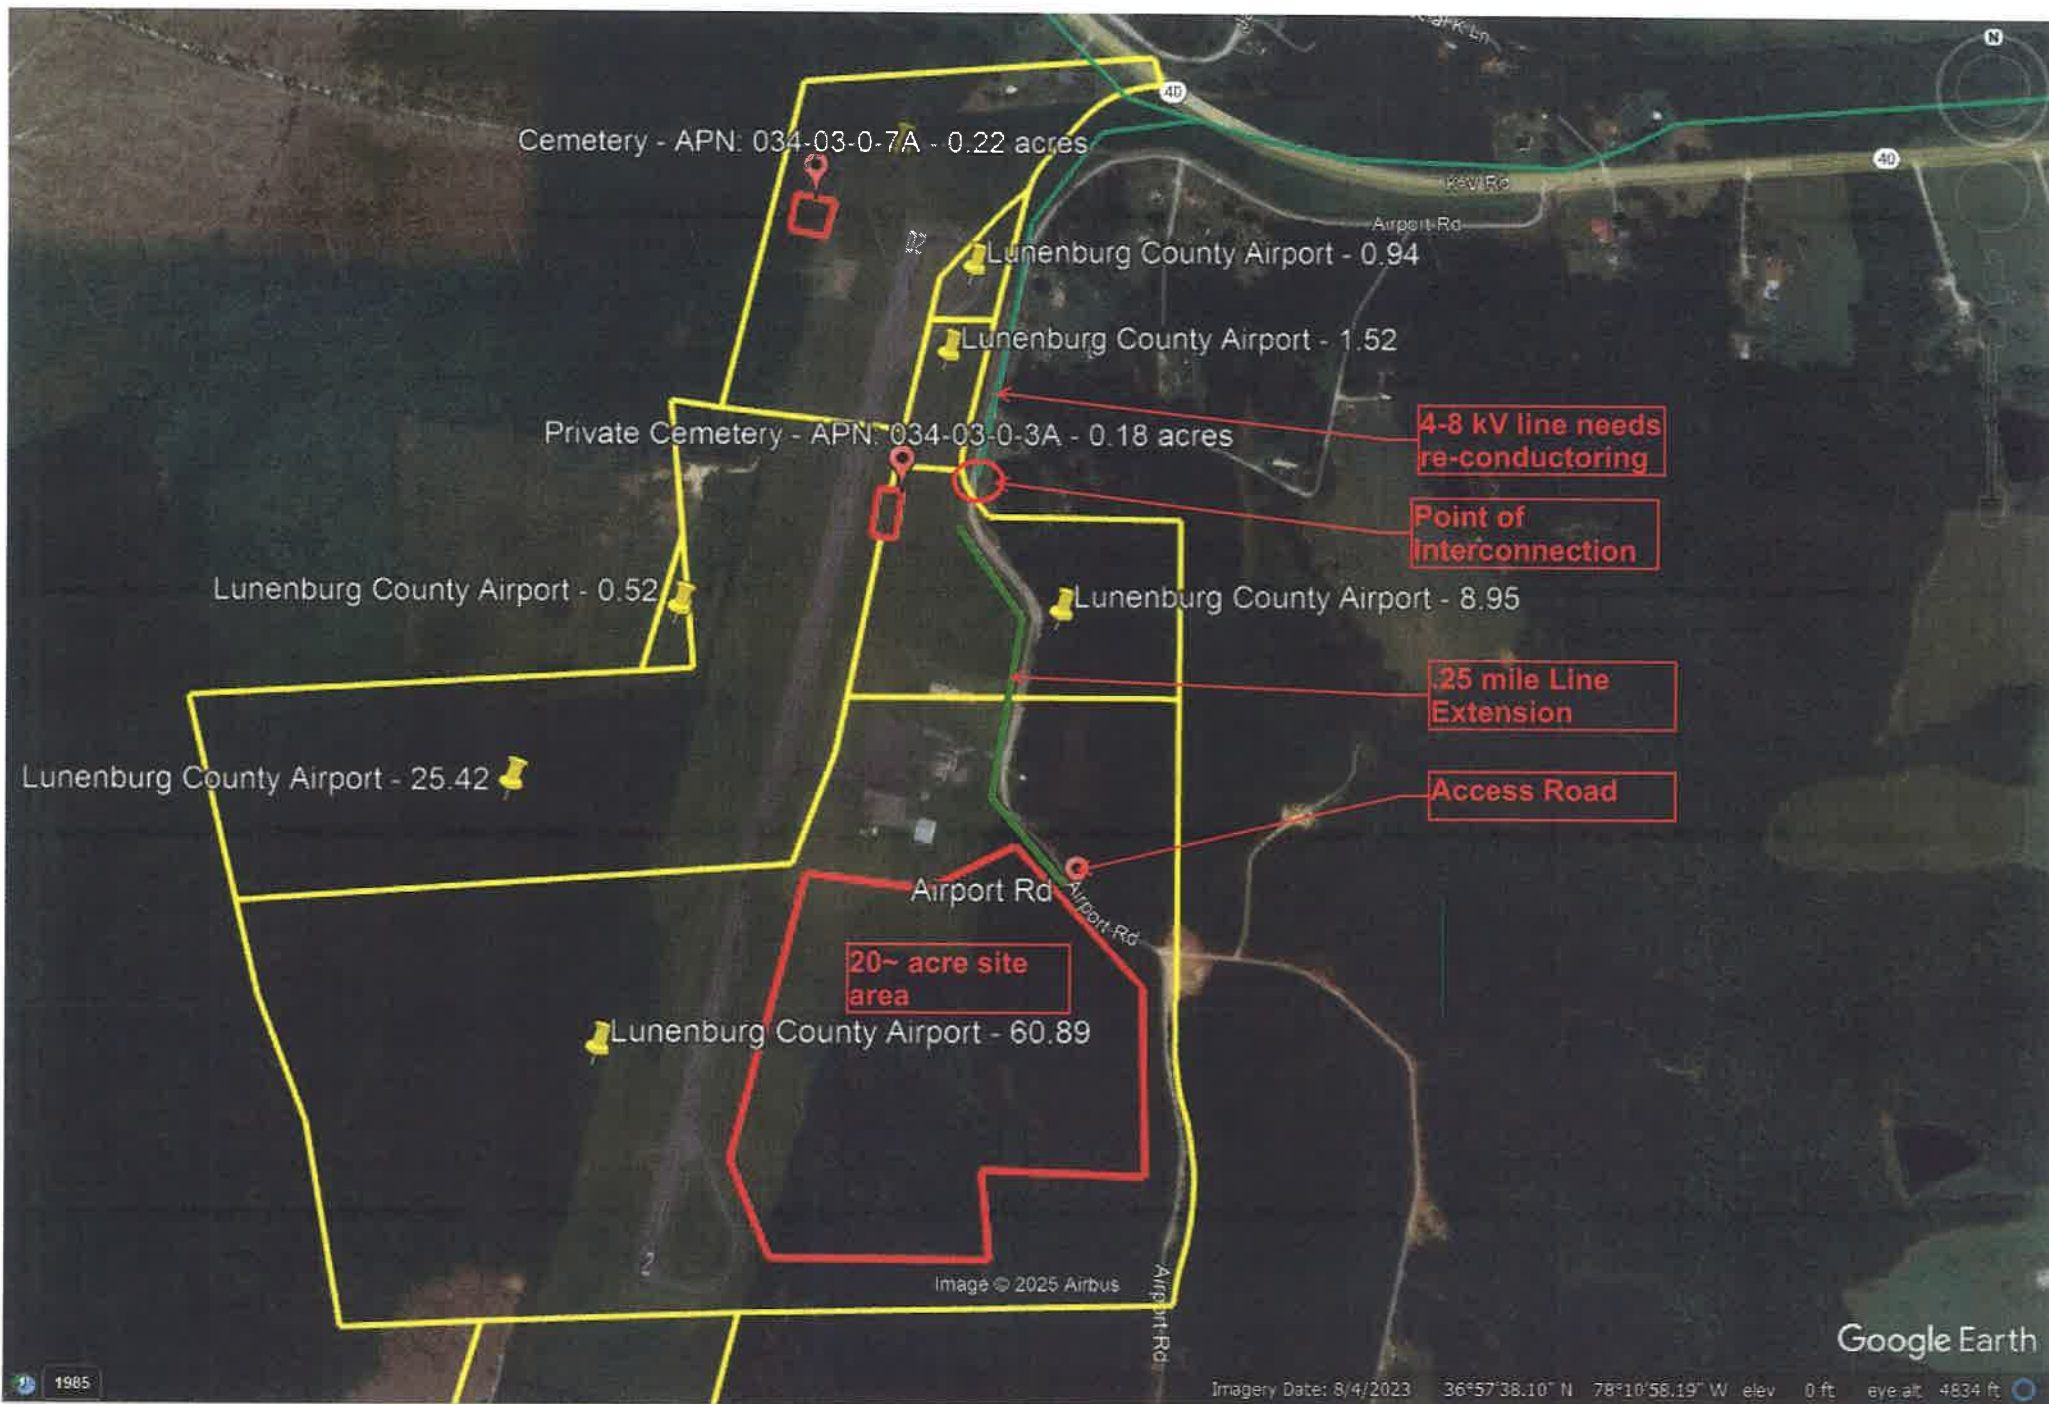 N
40
Cemetery - APN: 034-03-0-7A - 0.22 acres
40
K-V Rd
Airport Rd
02
Lunenburg County Airport - 0.94
Lunenburg County Airport - 1.52
4-8 kV line needs
re-conductoring
Private Cemetery - APN: 034-03-0-3A - 0.18 acres
Point of
interconnection
Lunenburg County Airport - 0.52
Lunenburg County Airport - 8.95
.25 mile Line
Extension
Lunenburg County Airport - 25.42
Access Road
Airport Rd
Airport Rd
20~ acre site
area
Lunenburg County Airport - 60.89
2
Image © 2025 Airbus
Airport Rd
Google Earth
1985
Imagery Date: 8/4/2023 36°57'38.10" N 78°10'58.19" W elev 0 ft eye alt 4834 ft